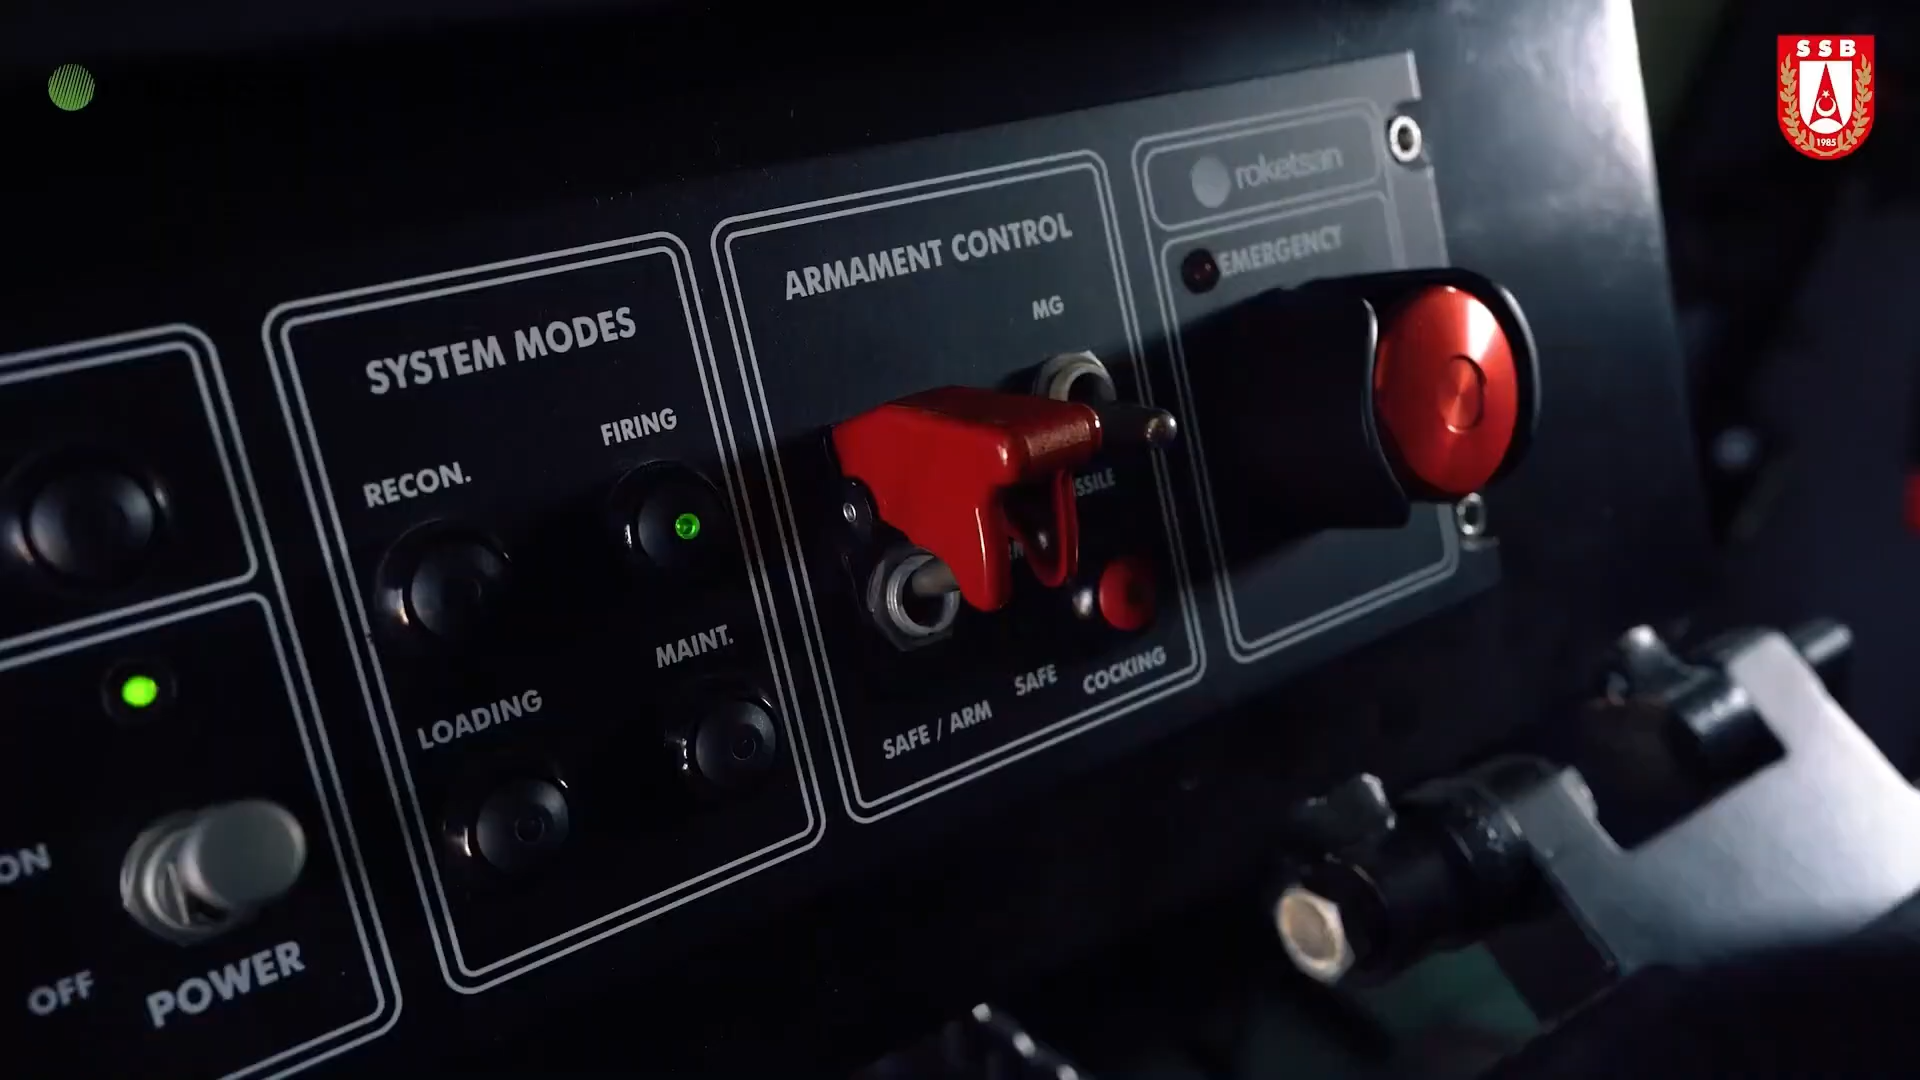 SSB
1985
roketsan
EMERGENCY
ARMAMENT CONTROL
MG
SAFE / ARM
SAFE
COCKING
SYSTEM MODES
RECON.
FIRING
LOADING
MAINT.
OFF
POWER